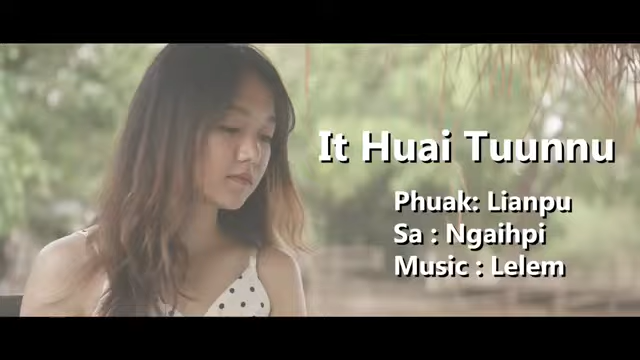 It Huai Tuunnu
Phuak: Lianpu
Sa : Ngaihpi
Music : Lelem